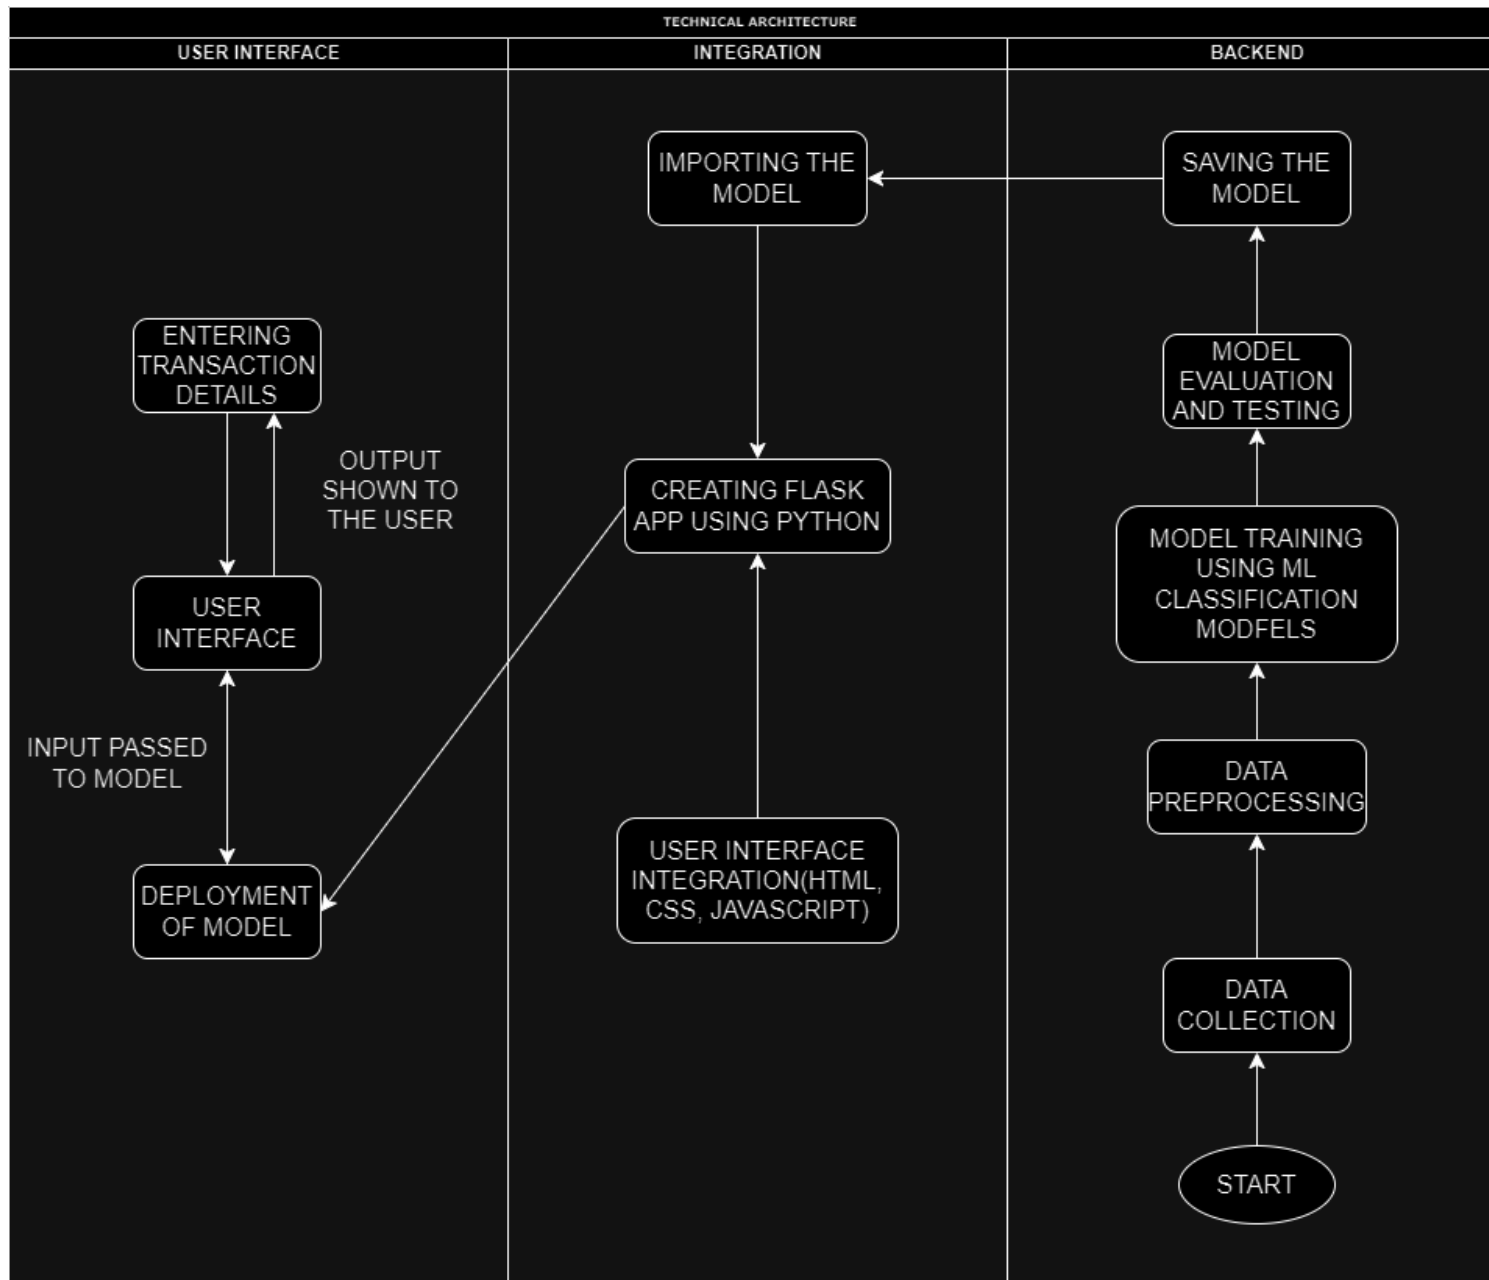 TECHNICAL ARCHITECTURE
USER INTERFACE
INTEGRATION
BACKEND
ENTERING
TRANSACTION
DETAILS
OUTPUT
SHOWN TO
THE USER
USER
INTERFACE
INPUT PASSED
TO MODEL
DEPLOYMENT
OF MODEL
IMPORTING THE
MODEL
CREATING FLASK
APP USING PYTHON
USER INTERFACE
INTEGRATION(HTML,
CSS, JAVASCRIPT)
SAVING THE
MODEL
MODEL
EVALUATION
AND TESTING
MODEL TRAINING
USING ML
CLASSIFICATION
MODFELS
DATA
PREPROCESSING
DATA
COLLECTION
START